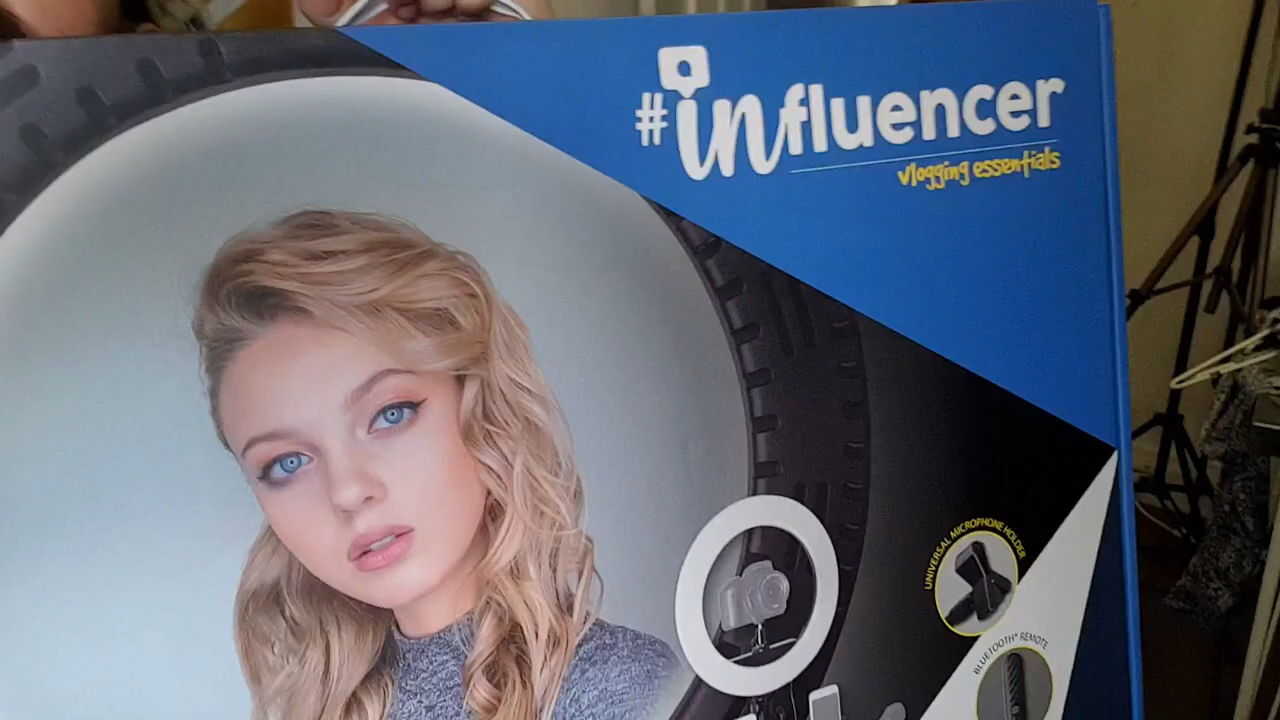 #influencer
vlogging essentials
UNIVERSAL MICROPHONE HOLDER
BLUETOOTH® REMOTE